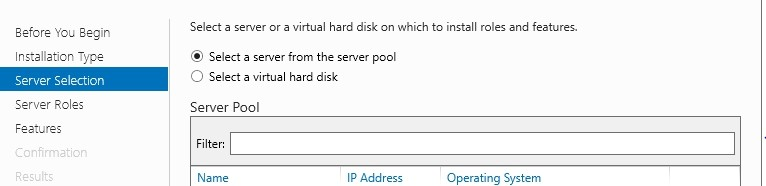 Before You Begin
Installation Type
Server Selection
Server Roles
Features
Confirmation
Results
Select a server or a virtual hard disk on which to install roles and features.
Select a server from the server pool
Select a virtual hard disk
Server Pool
Filter:
Name IP Address Operating System